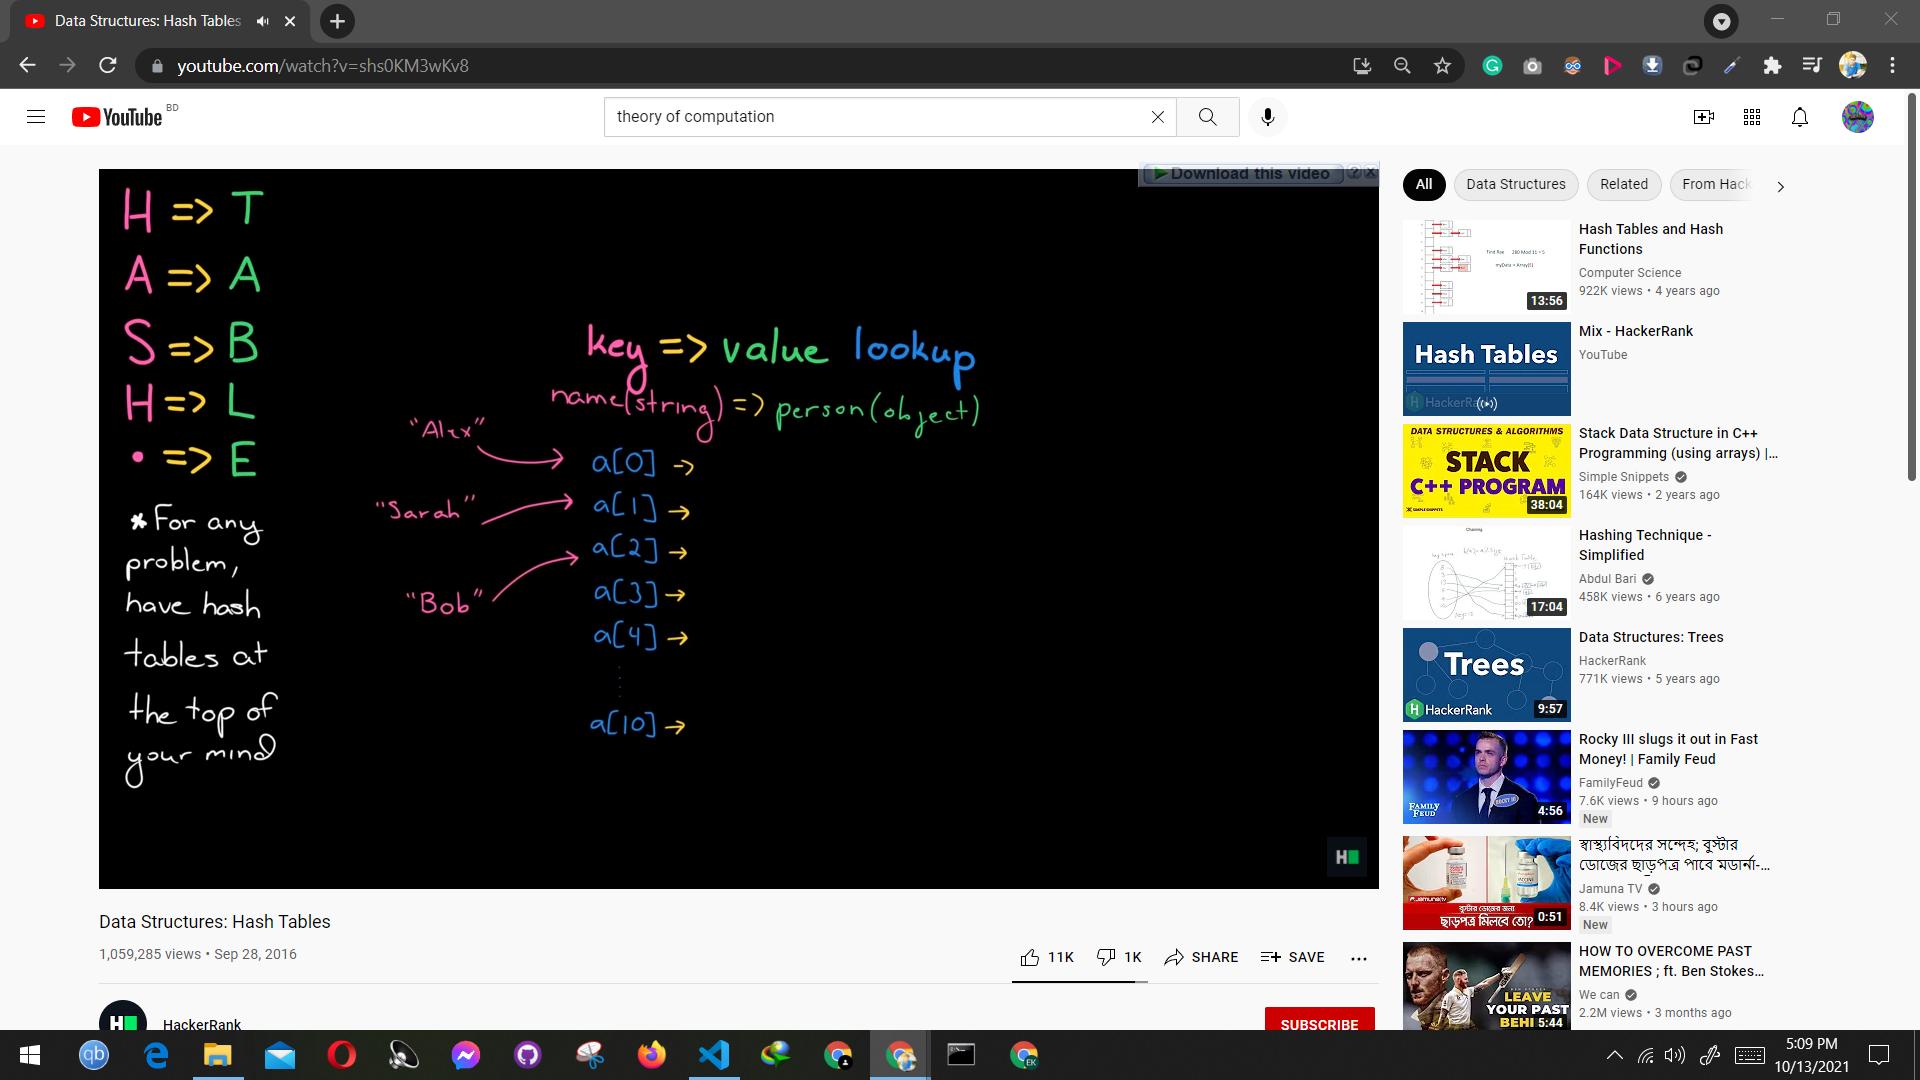 Data Structures: Hash Tables
youtube.com/watch?v=shs0KM3wKv8
YouTube BD
theory of computation
Download this video
H => T
A => A
S => B
H => L
• => E
*For any
problem,
have hash
tables at
the top of
your mind
key => value lookup
name(string) => person(object)
"Alex"
"Sarah"
"Bob"
a[0] ->
a[1] →
a[2] →
a[3] →
a[4] →
a[10] →
Data Structures: Hash Tables
1,059,285 views • Sep 28, 2016
11K 1K SHARE SAVE ...
HackerRank
SUBSCRIBE
All Data Structures Related From Hack
Hash Tables and Hash
Functions
Computer Science
922K views • 4 years ago
13:56
Hash Tables
HackerRank
Mix - HackerRank
YouTube
DATA STRUCTURES & ALGORITHMS
STACK
C++ PROGRAM
SIMPLE SNIPPETS
38:04
Stack Data Structure in C++
Programming (using arrays) |...
Simple Snippets
164K views • 2 years ago
Chaining
17:04
Hashing Technique -
Simplified
Abdul Bari
458K views • 6 years ago
Trees
HackerRank
9:57
Data Structures: Trees
HackerRank
771K views • 5 years ago
FAMILY
FEUD
4:56
Rocky III slugs it out in Fast
Money! | Family Feud
FamilyFeud
7.6K views • 9 hours ago
New
Jamuna TV
বুস্টার ডোজের জন্য
ছাড়পত্র মিলবে তো?
0:51
স্বাস্থ্যবিদদের সন্দেহ; বুস্টার
ডোজের ছাড়পত্র পাবে মডার্না-...
Jamuna TV
8.4K views • 3 hours ago
New
LEAVE
YOUR PAST
BEHI
5:44
HOW TO OVERCOME PAST
MEMORIES ; ft. Ben Stokes...
We can
2.2M views • 3 months ago
5:09 PM
10/13/2021